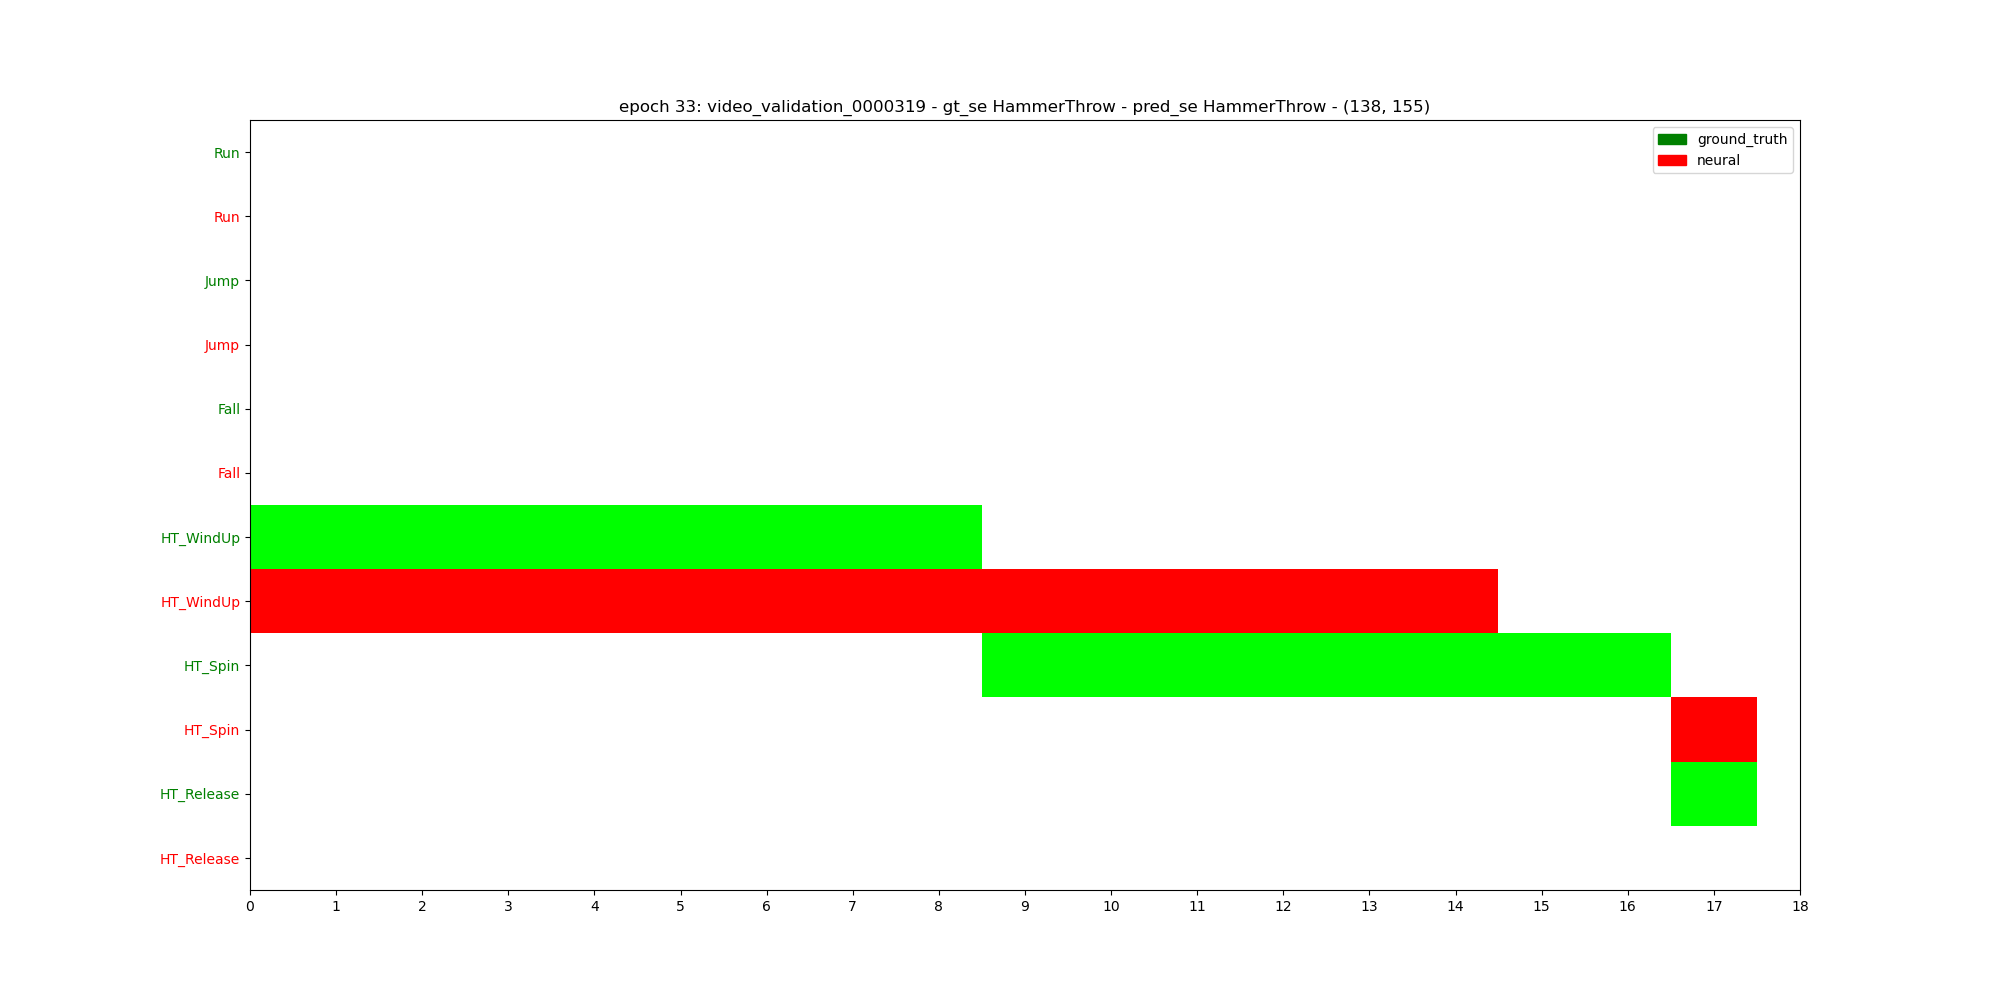 epoch 33: video_validation_0000319 - gt_se HammerThrow - pred_se HammerThrow - (138, 155)
ground_truth
neural
Run
Run
Jump
Jump
Fall
Fall
HT_WindUp
HT_WindUp
HT_Spin
HT_Spin
HT_Release
HT_Release
0 1 2 3 4 5 6 7 8 9 10 11 12 13 14 15 16 17 18